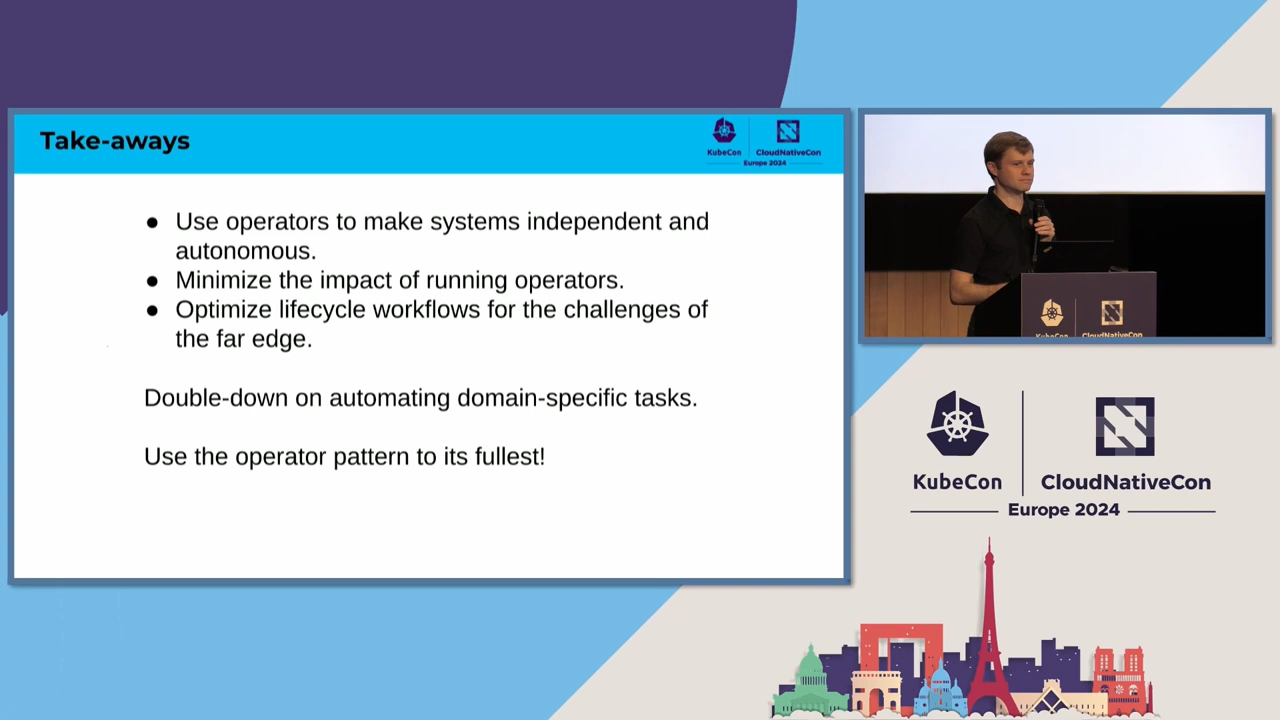 Take-aways
KubeCon
CloudNativeCon
Europe 2024
● Use operators to make systems independent and
autonomous.
● Minimize the impact of running operators.
● Optimize lifecycle workflows for the challenges of
the far edge.
Double-down on automating domain-specific tasks.
Use the operator pattern to its fullest!
KubeCon
CloudNativeCon
KubeCon
CloudNativeCon
Europe 2024